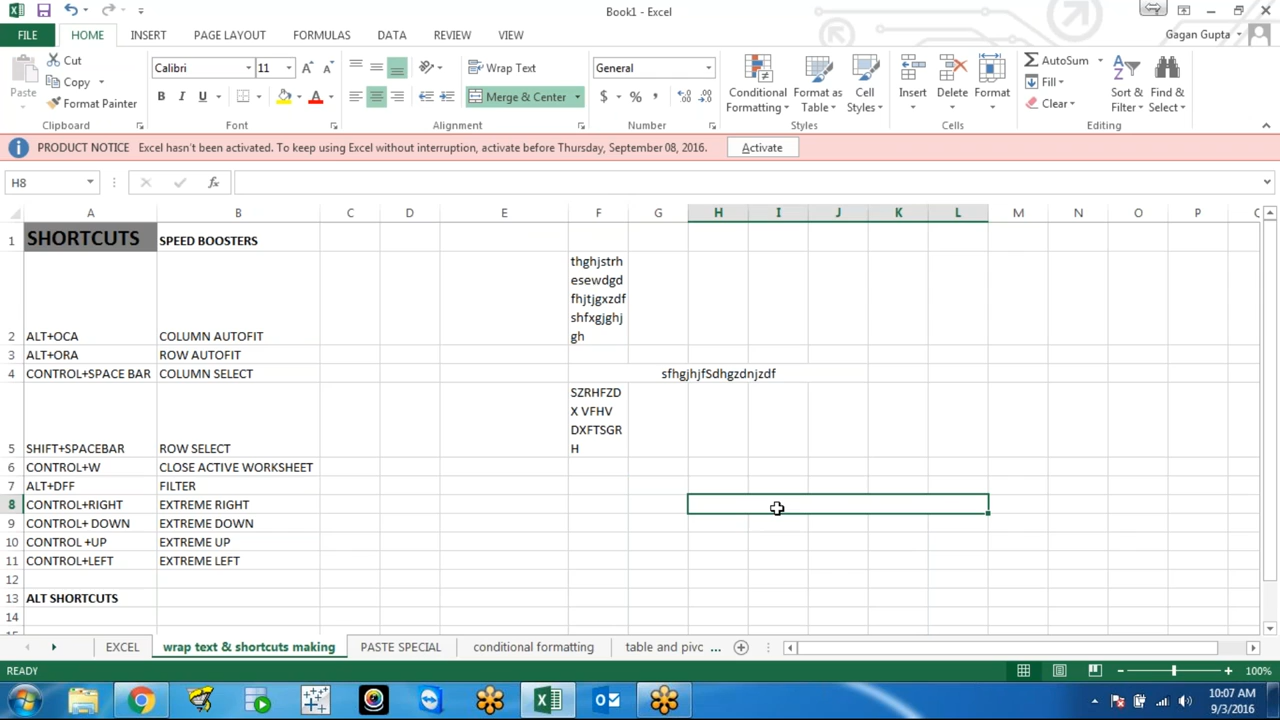 Book1 - Excel
FILE
HOME
INSERT
PAGE LAYOUT
FORMULAS
DATA
REVIEW
VIEW
Gagan Gupta
Paste
Cut
Copy
Format Painter
Clipboard
Calibri
11
B I U
Font
Wrap Text
Merge & Center
Alignment
General
$ % ,
Number
Conditional Formatting
Format as Table
Cell Styles
Styles
Insert
Delete
Format
Cells
AutoSum
Fill
Clear
Sort & Filter
Find & Select
Editing
PRODUCT NOTICE Excel hasn't been activated. To keep using Excel without interruption, activate before Thursday, September 08, 2016.
Activate
H8
fx
A B C D E F G H I J K L M N O P
1 SHORTCUTS SPEED BOOSTERS
thghjstrh
esewdgd
fhjtjgxzdf
shfxgjghj
gh
2 ALT+OCA COLUMN AUTOFIT
3 ALT+ORA ROW AUTOFIT
4 CONTROL+SPACE BAR COLUMN SELECT sfhgjhjfSdhgzdnjzdf
SZRHFZD
X VFHV
DXFTSGR
H
5 SHIFT+SPACEBAR ROW SELECT
6 CONTROL+W CLOSE ACTIVE WORKSHEET
7 ALT+DFF FILTER
8 CONTROL+RIGHT EXTREME RIGHT
9 CONTROL+ DOWN EXTREME DOWN
10 CONTROL +UP EXTREME UP
11 CONTROL+LEFT EXTREME LEFT
12
13 ALT SHORTCUTS
14
EXCEL
wrap text & shortcuts making
PASTE SPECIAL
conditional formatting
table and pivc ...
READY
100%
10:07 AM
9/3/2016